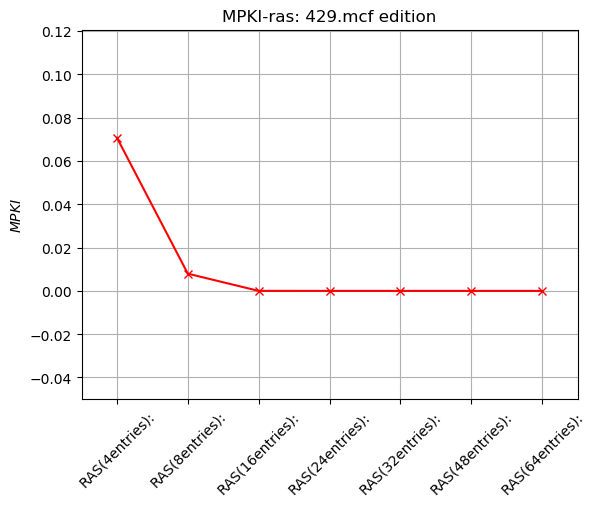 MPKI-ras: 429.mcf edition
0.12
0.10
0.08
0.06
0.04
0.02
0.00
−0.02
−0.04
MPKI
RAS(4entries):
RAS(8entries):
RAS(16entries):
RAS(24entries):
RAS(32entries):
RAS(48entries):
RAS(64entries):